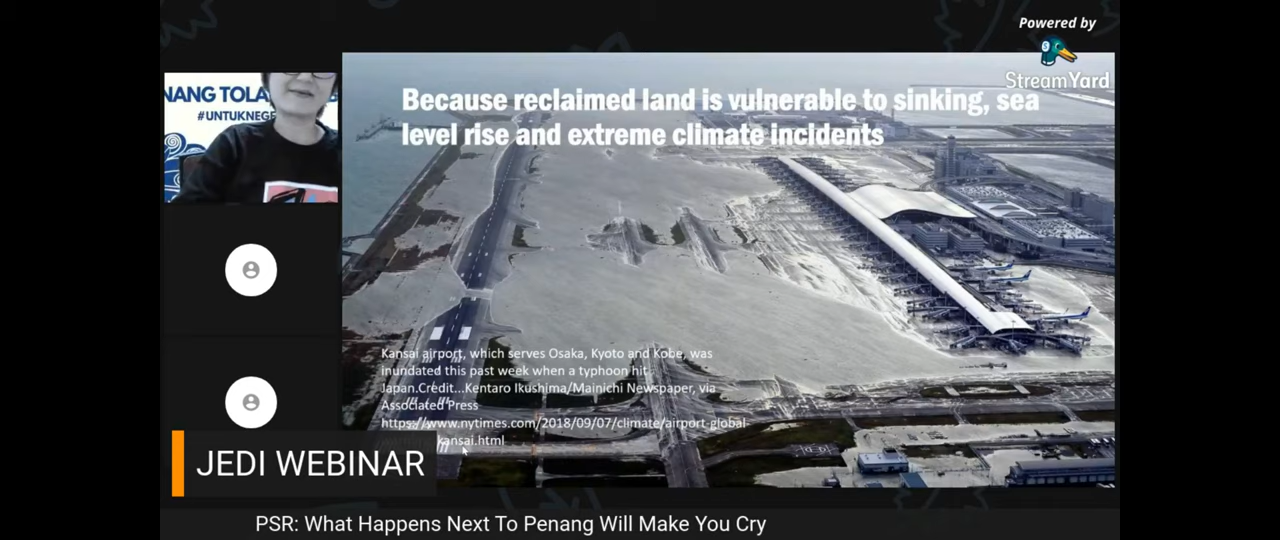 Powered by
StreamYard
Because reclaimed land is vulnerable to sinking, sea
level rise and extreme climate incidents
NANG TOLA
#UNTUKNEGE
Kansai airport, which serves Osaka, Kyoto and Kobe, was
inundated this past week when a typhoon hit
Japan.Credit...Kentaro Ikushima/Mainichi Newspaper, via
Associated Press
https://www.nytimes.com/2018/09/07/climate/airport-global-
kansai.html
JEDI WEBINAR
PSR: What Happens Next To Penang Will Make You Cry